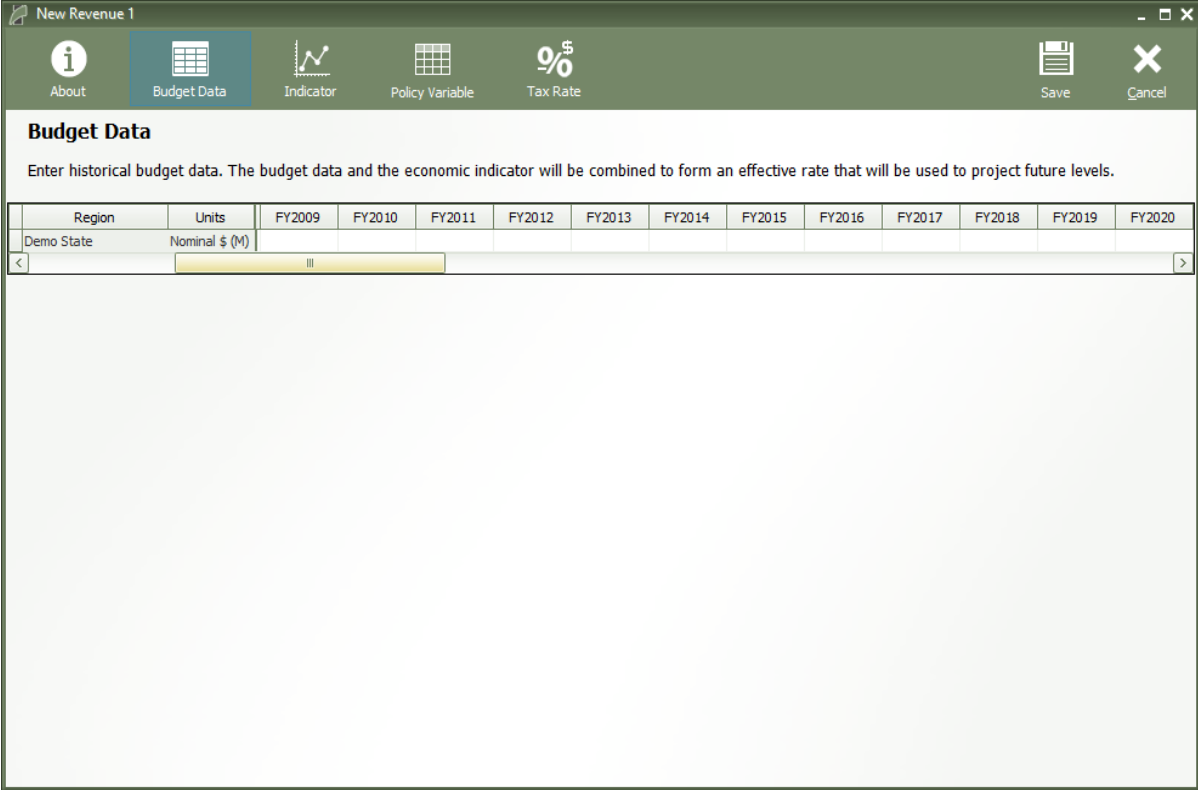 New Revenue 1
About
Budget Data
Indicator
Policy Variable
Tax Rate
Save
Cancel
Budget Data
Enter historical budget data. The budget data and the economic indicator will be combined to form an effective rate that will be used to project future levels.
Region Units FY2009 FY2010 FY2011 FY2012 FY2013 FY2014 FY2015 FY2016 FY2017 FY2018 FY2019 FY2020
Demo State Nominal $ (M)